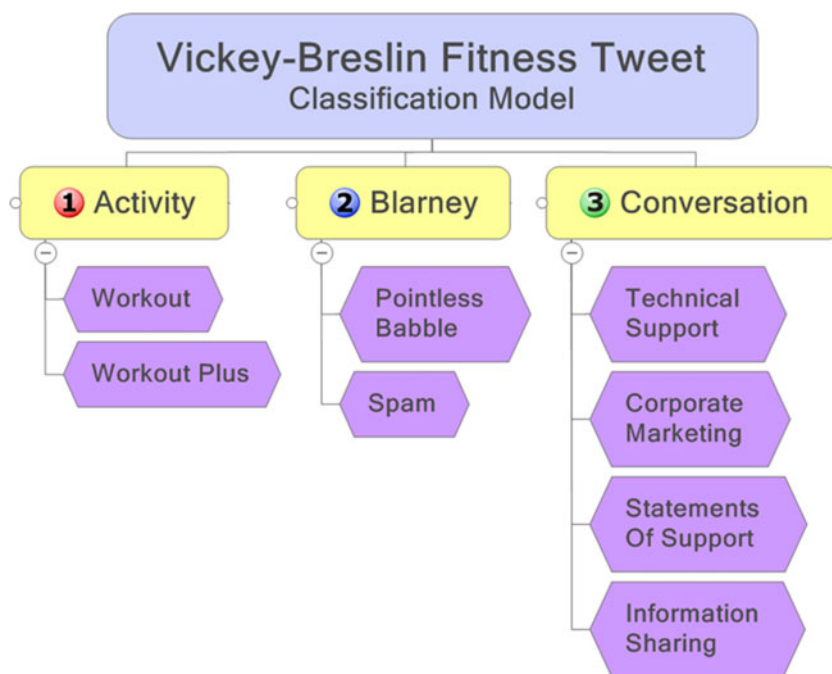 Vickey-Breslin Fitness Tweet
Classification Model
1 Activity
Workout
Workout Plus
2 Blarney
Pointless
Babble
Spam
3 Conversation
Technical
Support
Corporate
Marketing
Statements
Of Support
Information
Sharing